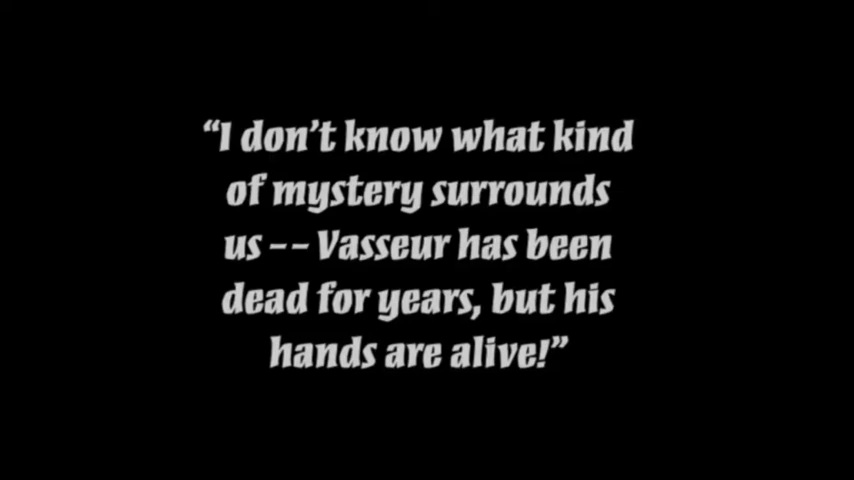 “I don’t know what kind
of mystery surrounds
us -- Vasseur has been
dead for years, but his
hands are alive!”